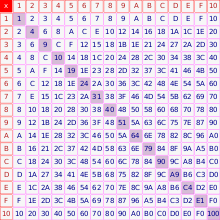 x 1 2 3 4 5 6 7 8 9 A B C D E F 10
1 1 2 3 4 5 6 7 8 9 A B C D E F 10
2 2 4 6 8 A C E 10 12 14 16 18 1A 1C 1E 20
3 3 6 9 C F 12 15 18 1B 1E 21 24 27 2A 2D 30
4 4 8 C 10 14 18 1C 20 24 28 2C 30 34 38 3C 40
5 5 A F 14 19 1E 23 28 2D 32 37 3C 41 46 4B 50
6 6 C 12 18 1E 24 2A 30 36 3C 42 48 4E 54 5A 60
7 7 E 15 1C 23 2A 31 38 3F 46 4D 54 5B 62 69 70
8 8 10 18 20 28 30 38 40 48 50 58 60 68 70 78 80
9 9 12 1B 24 2D 36 3F 48 51 5A 63 6C 75 7E 87 90
A A 14 1E 28 32 3C 46 50 5A 64 6E 78 82 8C 96 A0
B B 16 21 2C 37 42 4D 58 63 6E 79 84 8F 9A A5 B0
C C 18 24 30 3C 48 54 60 6C 78 84 90 9C A8 B4 C0
D D 1A 27 34 41 4E 5B 68 75 82 8F 9C A9 B6 C3 D0
E E 1C 2A 38 46 54 62 70 7E 8C 9A A8 B6 C4 D2 E0
F F 1E 2D 3C 4B 5A 69 78 87 96 A5 B4 C3 D2 E1 F0
10 10 20 30 40 50 60 70 80 90 A0 B0 C0 D0 E0 F0 100